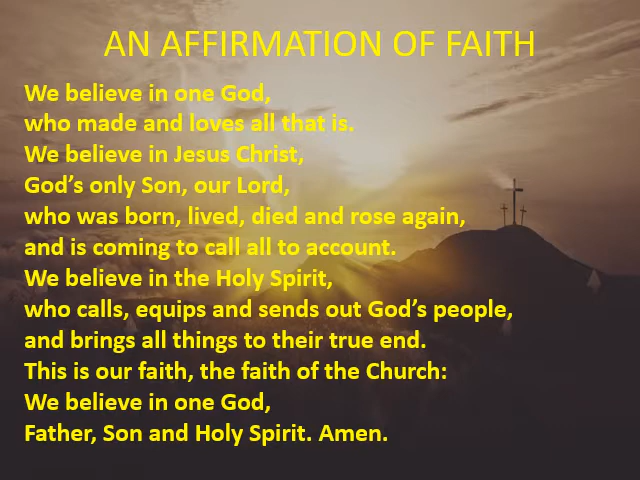 AN AFFIRMATION OF FAITH
We believe in one God,
who made and loves all that is.
We believe in Jesus Christ,
God’s only Son, our Lord,
who was born, lived, died and rose again,
and is coming to call all to account.
We believe in the Holy Spirit,
who calls, equips and sends out God’s people,
and brings all things to their true end.
This is our faith, the faith of the Church:
We believe in one God,
Father, Son and Holy Spirit. Amen.